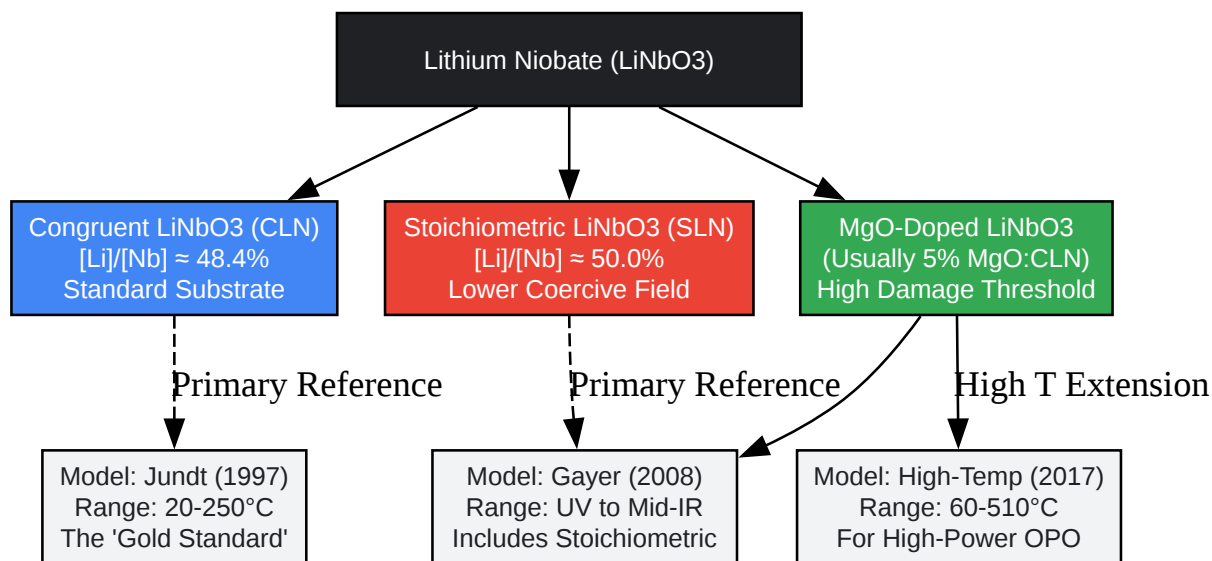 Lithium Niobate (LiNbO3)
Congruent LiNbO3 (CLN)
[Li]/[Nb] ≈ 48.4%
Standard Substrate
Stoichiometric LiNbO3 (SLN)
[Li]/[Nb] ≈ 50.0%
Lower Coercive Field
MgO-Doped LiNbO3
(Usually 5% MgO:CLN)
High Damage Threshold
Primary Reference
Primary Reference
High T Extension
Model: Jundt (1997)
Range: 20-250°C
The 'Gold Standard'
Model: Gayer (2008)
Range: UV to Mid-IR
Includes Stoichiometric
Model: High-Temp (2017)
Range: 60-510°C
For High-Power OPO